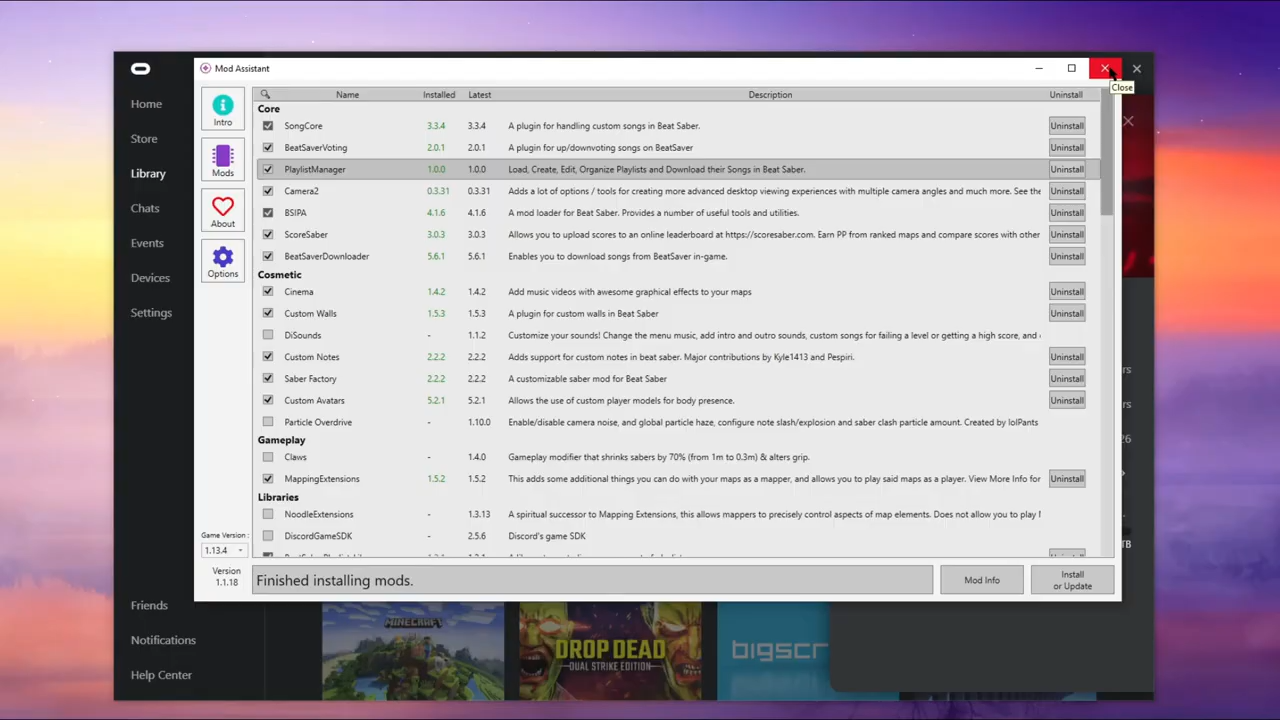 Mod Assistant
Close
Home
Store
Library
Chats
Events
Devices
Settings
Friends
Notifications
Help Center
Intro
Mods
About
Options
Game Version :
1.13.4
Version
1.1.18
Name Installed Latest Description Uninstall
Core
SongCore 3.3.4 3.3.4 A plugin for handling custom songs in Beat Saber. Uninstall
BeatSaverVoting 2.0.1 2.0.1 A plugin for up/downvoting songs on BeatSaver Uninstall
PlaylistManager 1.0.0 1.0.0 Load, Create, Edit, Organize Playlists and Download their Songs in Beat Saber. Uninstall
Camera2 0.3.31 0.3.31 Adds a lot of options / tools for creating more advanced desktop viewing experiences with multiple camera angles and much more. See the Uninstall
BSIPA 4.1.6 4.1.6 A mod loader for Beat Saber. Provides a number of useful tools and utilities. Uninstall
ScoreSaber 3.0.3 3.0.3 Allows you to upload scores to an online leaderboard at https://scoresaber.com. Earn PP from ranked maps and compare scores with other Uninstall
BeatSaverDownloader 5.6.1 5.6.1 Enables you to download songs from BeatSaver in-game. Uninstall
Cosmetic
Cinema 1.4.2 1.4.2 Add music videos with awesome graphical effects to your maps Uninstall
Custom Walls 1.5.3 1.5.3 A plugin for custom walls in Beat Saber Uninstall
DiSounds - 1.1.2 Customize your sounds! Change the menu music, add intro and outro sounds, custom songs for failing a level or getting a high score, and
Custom Notes 2.2.2 2.2.2 Adds support for custom notes in beat saber. Major contributions by Kyle1413 and Pespiri. Uninstall
Saber Factory 2.2.2 2.2.2 A customizable saber mod for Beat Saber Uninstall
Custom Avatars 5.2.1 5.2.1 Allows the use of custom player models for body presence. Uninstall
Particle Overdrive - 1.10.0 Enable/disable camera noise, and global particle haze, configure note slash/explosion and saber clash particle amount. Created by lolPants
Gameplay
Claws - 1.4.0 Gameplay modifier that shrinks sabers by 70% (from 1m to 0.3m) & alters grip.
MappingExtensions 1.5.2 1.5.2 This adds some additional things you can do with your maps as a mapper, and allows you to play said maps as a player. View More Info for Uninstall
Libraries
NoodleExtensions - 1.3.13 A spiritual successor to Mapping Extensions, this allows mappers to precisely control aspects of map elements. Does not allow you to play
DiscordGameSDK - 2.5.6 Discord's game SDK
Finished installing mods.
Mod Info
Install
or Update
rs
rs
26
TB
MINECRAFT
DROP DEAD
DUAL STRIKE EDITION
bigscr